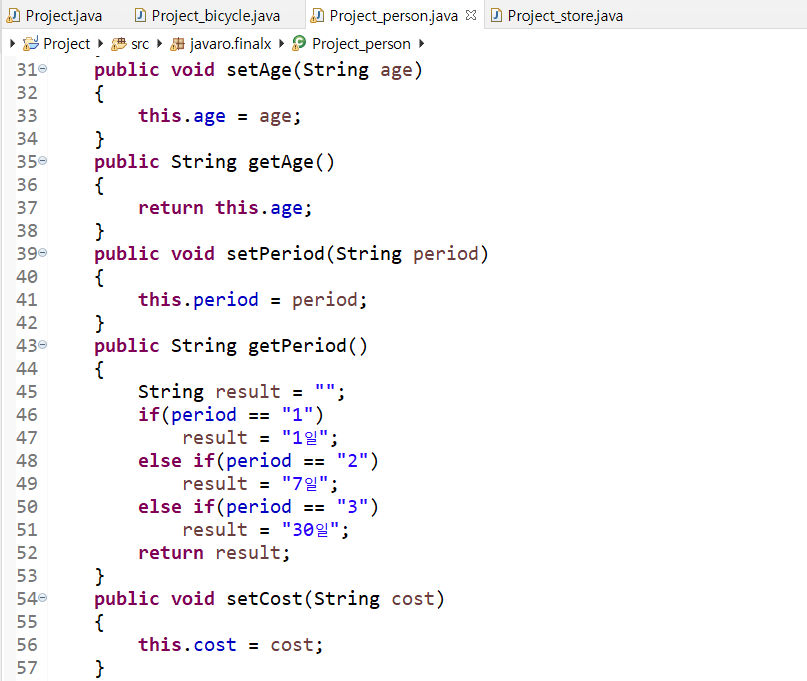 Project.java Project_bicycle.java Project_person.java Project_store.java
Project src javaro.finalx Project_person
31 public void setAge(String age)
32 {
33 this.age = age;
34 }
35 public String getAge()
36 {
37 return this.age;
38 }
39 public void setPeriod(String period)
40 {
41 this.period = period;
42 }
43 public String getPeriod()
44 {
45 String result = "";
46 if(period == "1")
47 result = "1일";
48 else if(period == "2")
49 result = "7일";
50 else if(period == "3")
51 result = "30일";
52 return result;
53 }
54 public void setCost(String cost)
55 {
56 this.cost = cost;
57 }